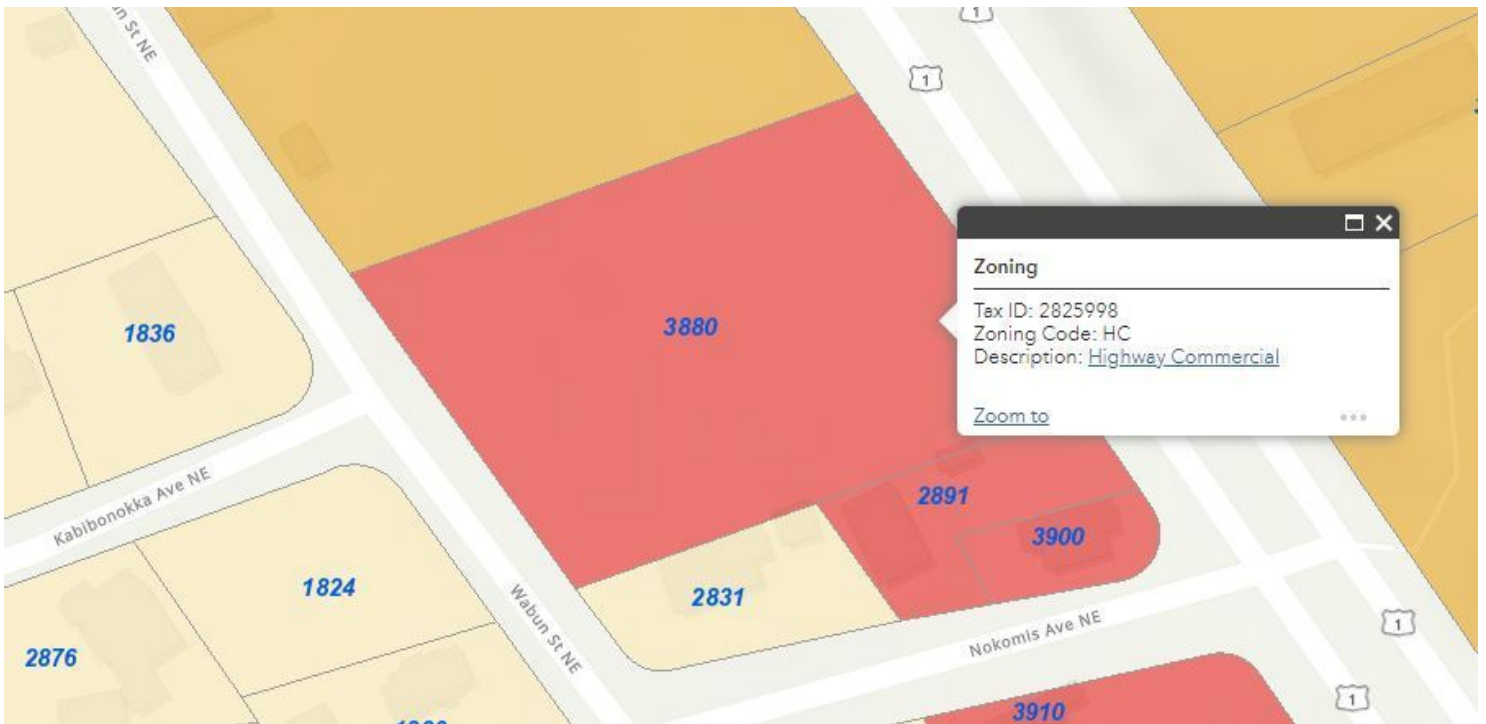 n St NE
1
1
Zoning
Tax ID: 2825998
Zoning Code: HC
Description: Highway Commercial
Zoom to
3880
1836
2891
3900
Kabibonokka Ave NE
1824
Wabun St NE
2831
Nokomis Ave NE
1
2876
1
3910